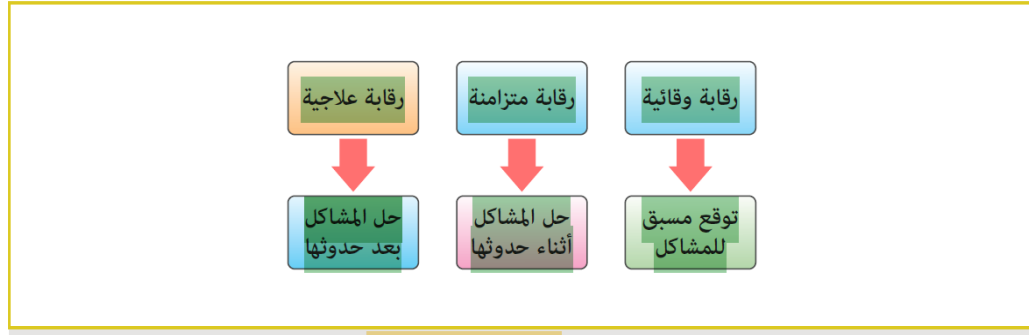 رقابة وقائية
رقابة متزامنة
رقابة علاجية
توقع مسبق
للمشاكل
حل المشاكل
أثناء حدوثها
حل المشاكل
بعد حدوثها